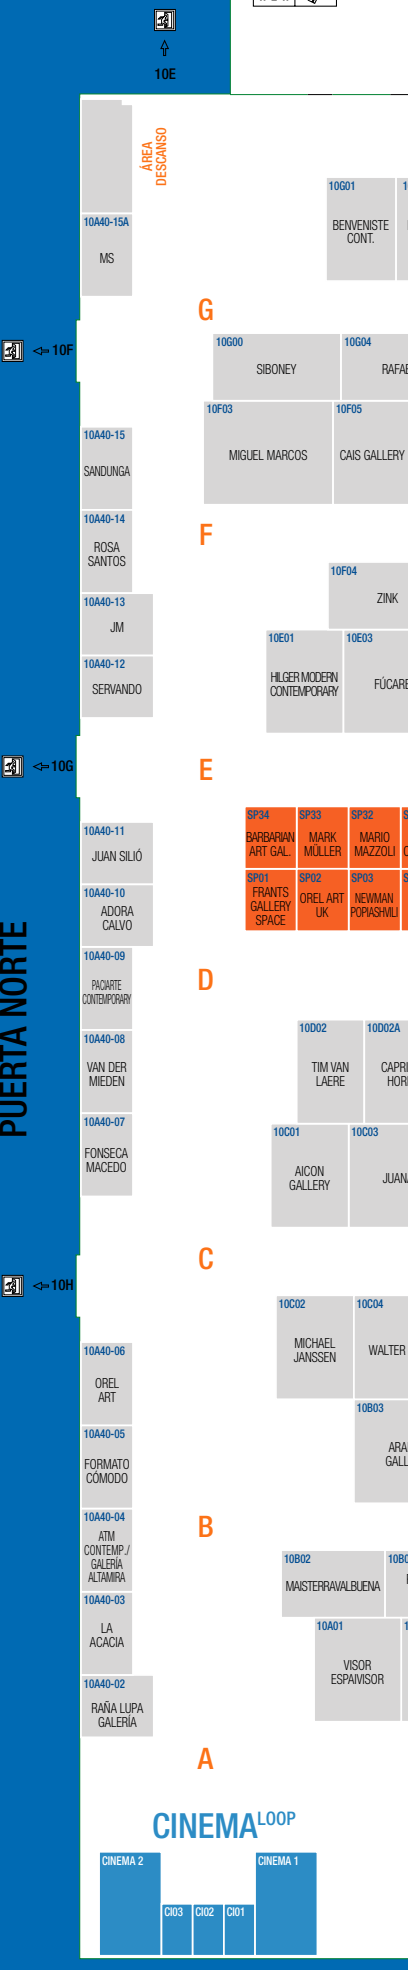 10E
ÁREA
DESCANSO
10A40-15A
MS
10G01
BENVENISTE
CONT.
G
10F
10G00
SIBONEY
10G04
10F03
MIGUEL MARCOS
10F05
CAIS GALLERY
10A40-15
SANDUNGA
10A40-14
ROSA
SANTOS
F
10A40-13
JM
10F04
ZINK
10A40-12
SERVANDO
10E01
HILGER MODERN
CONTEMPORARY
10E03
10G
E
10A40-11
JUAN SILIÓ
SP34
BARBARIAN
ART GAL.
SP33
MARK
MÜLLER
SP32
MARIO
MAZZOLI
10A40-10
ADORA
CALVO
SP01
FRANTS
GALLERY
SPACE
SP02
OREL ART
UK
SP03
NEWMAN
POPIASHVILI
PUERTA NORTE
10A40-09
PACIARTE
CONTEMPORARY
D
10A40-08
VAN DER
MIEDEN
10D02
TIM VAN
LAERE
10D02A
10A40-07
FONSECA
MACEDO
10C01
AICON
GALLERY
10C03
C
10H
10C02
MICHAEL
JANSSEN
10C04
WALTER
10A40-06
OREL
ART
10B03
10A40-05
FORMATO
CÓMODO
10A40-04
ATM
CONTEMP./
GALERÍA
ALTAMIRA
B
10B02
MAISTERRAVALBUENA
10A40-03
LA
ACACIA
10A01
VISOR
ESPAIVISOR
10A40-02
RAÑA LUPA
GALERÍA
A
CINEMA LOOP
CINEMA 2
CI03
CI02
CI01
CINEMA 1